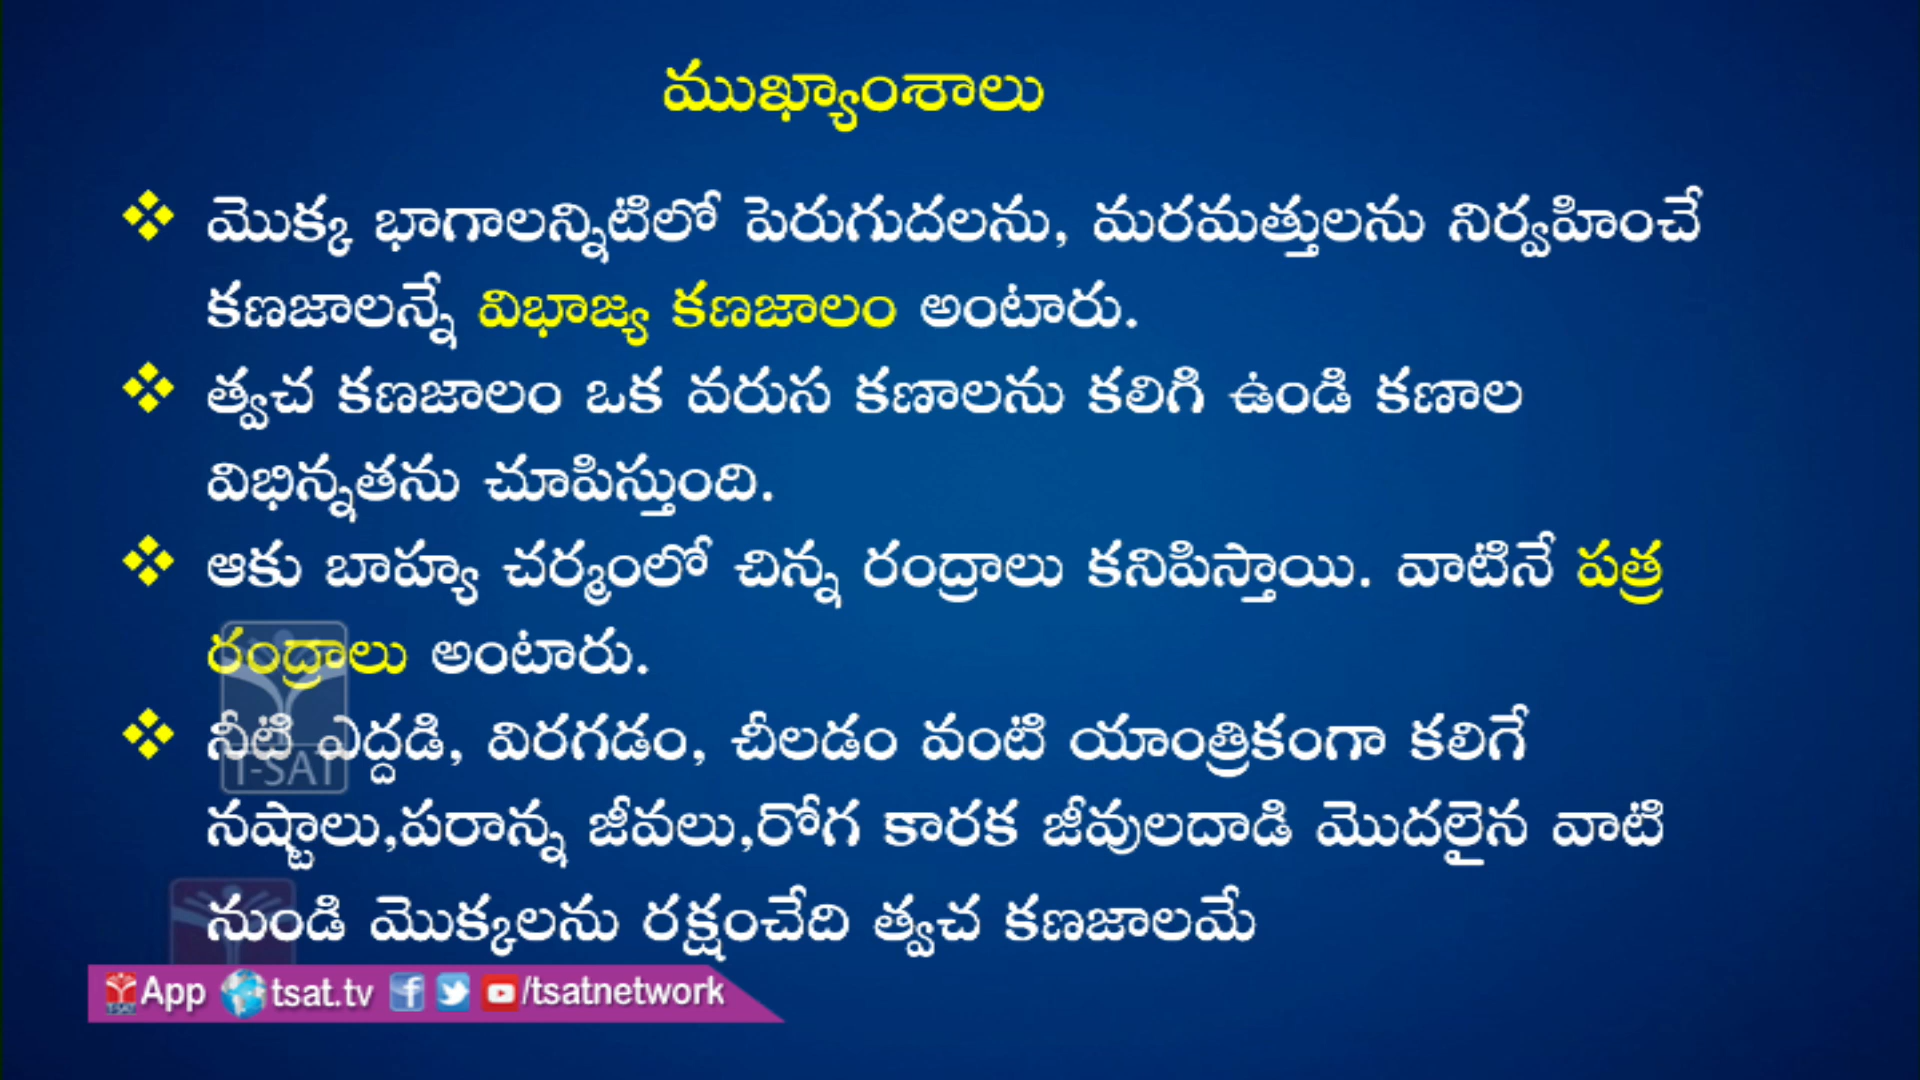 ముఖ్యాంశాలు
మొక్క భాగాలన్నిటిలో పెరుగుదలను, మరమత్తులను నిర్వహించే
కణజాలన్నే విభాజ్య కణజాలం అంటారు.
త్వచ కణజాలం ఒక వరుస కణాలను కలిగి ఉండి కణాల
విభిన్నతను చూపిస్తుంది.
ఆకు బాహ్య చర్మంలో చిన్న రంద్రాలు కనిపిస్తాయి. వాటినే పత్ర
రంద్రాలు అంటారు.
నీటి ఎద్దడి, విరగడం, చీలడం వంటి యాంత్రికంగా కలిగే
T-SAT
నష్టాలు,పరాన్న జీవలు,రోగ కారక జీవులదాడి మొదలైన వాటి
నుండి మొక్కలను రక్షంచేది త్వచ కణజాలమే
T-SAT App tsat.tv /tsatnetwork